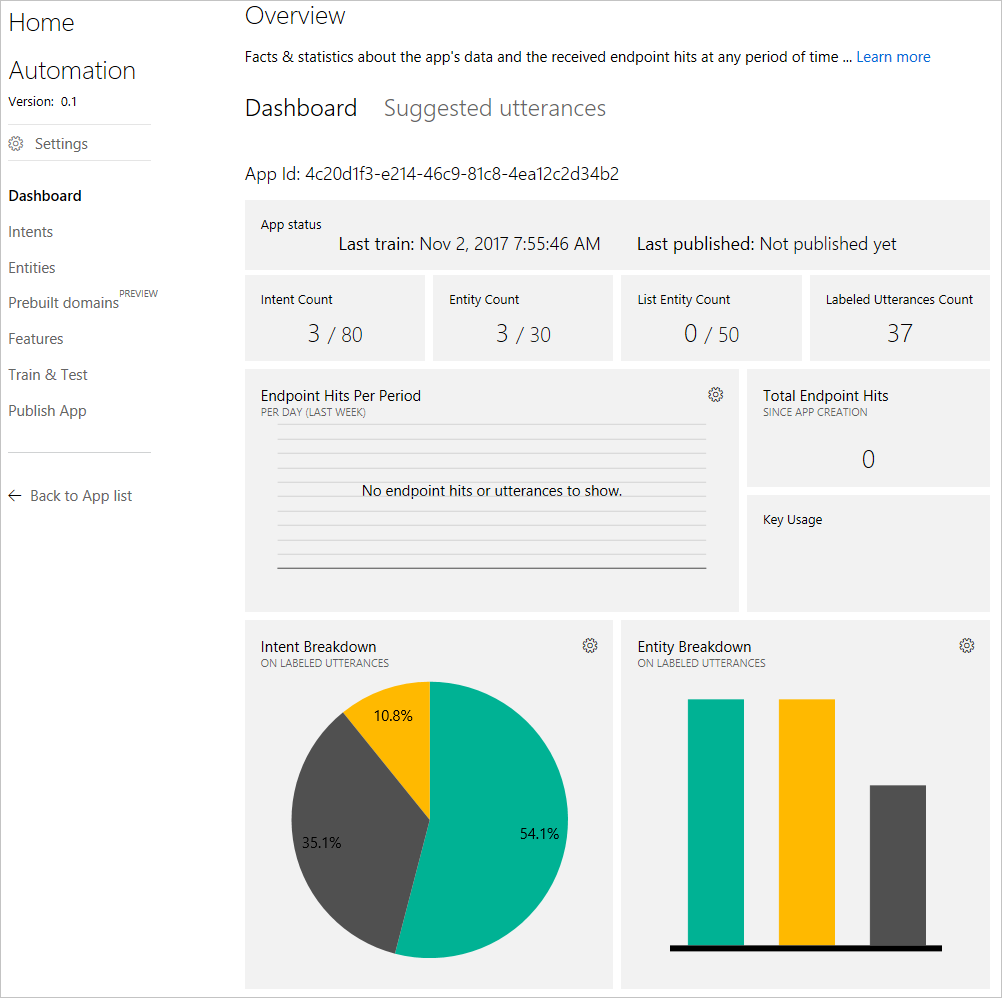 Home
Automation
Version: 0.1
Settings
Dashboard
Intents
Entities
Prebuilt domains PREVIEW
Features
Train & Test
Publish App
Back to App list
Overview
Facts & statistics about the app's data and the received endpoint hits at any period of time ... Learn more
Dashboard Suggested utterances
App Id: 4c20d1f3-e214-46c9-81c8-4ea12c2d34b2
App status
Last train: Nov 2, 2017 7:55:46 AM Last published: Not published yet
Intent Count
3 / 80
Entity Count
3 / 30
List Entity Count
0 / 50
Labeled Utterances Count
37
Endpoint Hits Per Period
PER DAY (LAST WEEK)
No endpoint hits or utterances to show.
Total Endpoint Hits
SINCE APP CREATION
0
Key Usage
Intent Breakdown
ON LABELED UTTERANCES
10.8%
35.1%
54.1%
Entity Breakdown
ON LABELED UTTERANCES